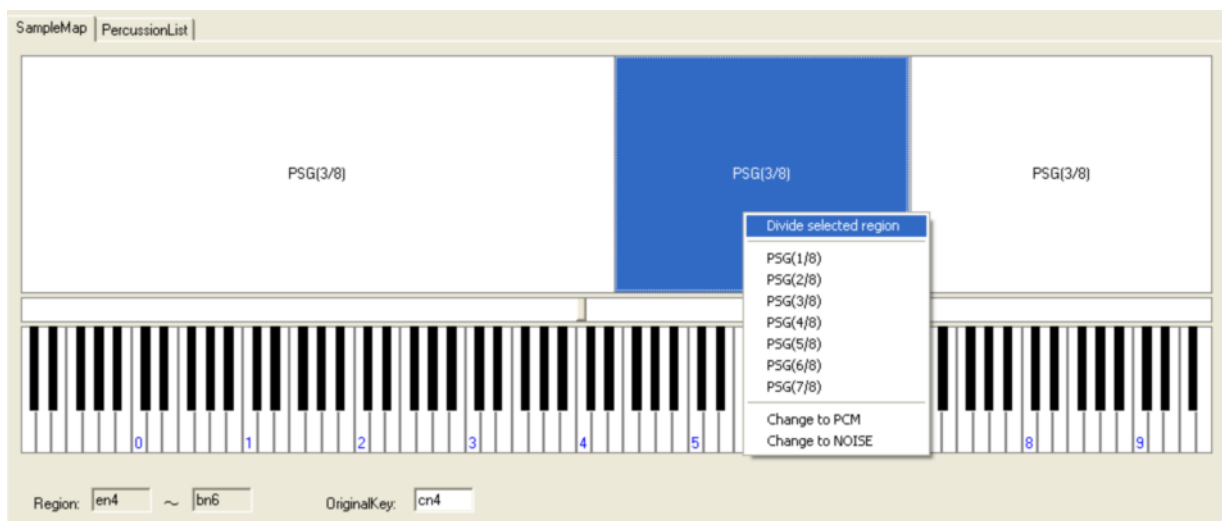 SampleMap PercussionList
PSG(3/8) PSG(3/8) PSG(3/8)
Divide selected region
PSG(1/8)
PSG(2/8)
PSG(3/8)
PSG(4/8)
PSG(5/8)
PSG(6/8)
PSG(7/8)
Change to PCM
Change to NOISE
0 1 2 3 4 5 8 9
Region: en4 ~ bn6 OriginalKey: cn4